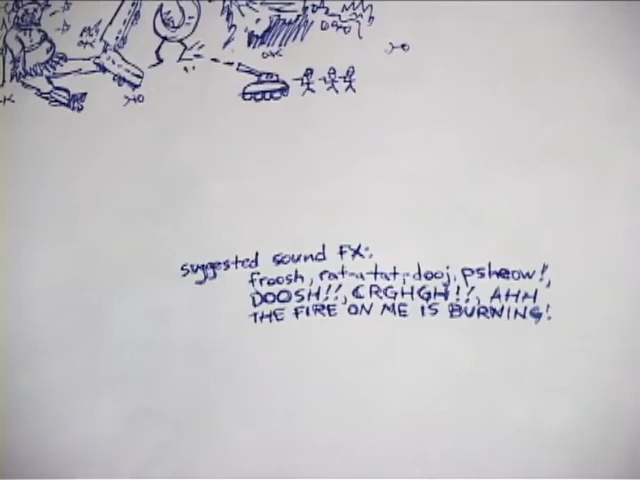 suggested sound FX:
froosh, rat-a-tat, dooj, psheow!,
DOOSH!!, CRGHGH!!, AHH
THE FIRE ON ME IS BURNING!